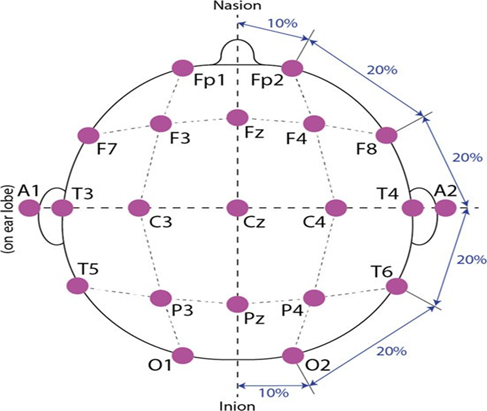 Nasion
10%
Fp1 Fp2
20%
F7 F3 Fz F4 F8
20%
A1 T3 C3 Cz C4 T4 A2
(on ear lobe)
20%
T5 P3 Pz P4 T6
O1 O2
20%
10%
Inion